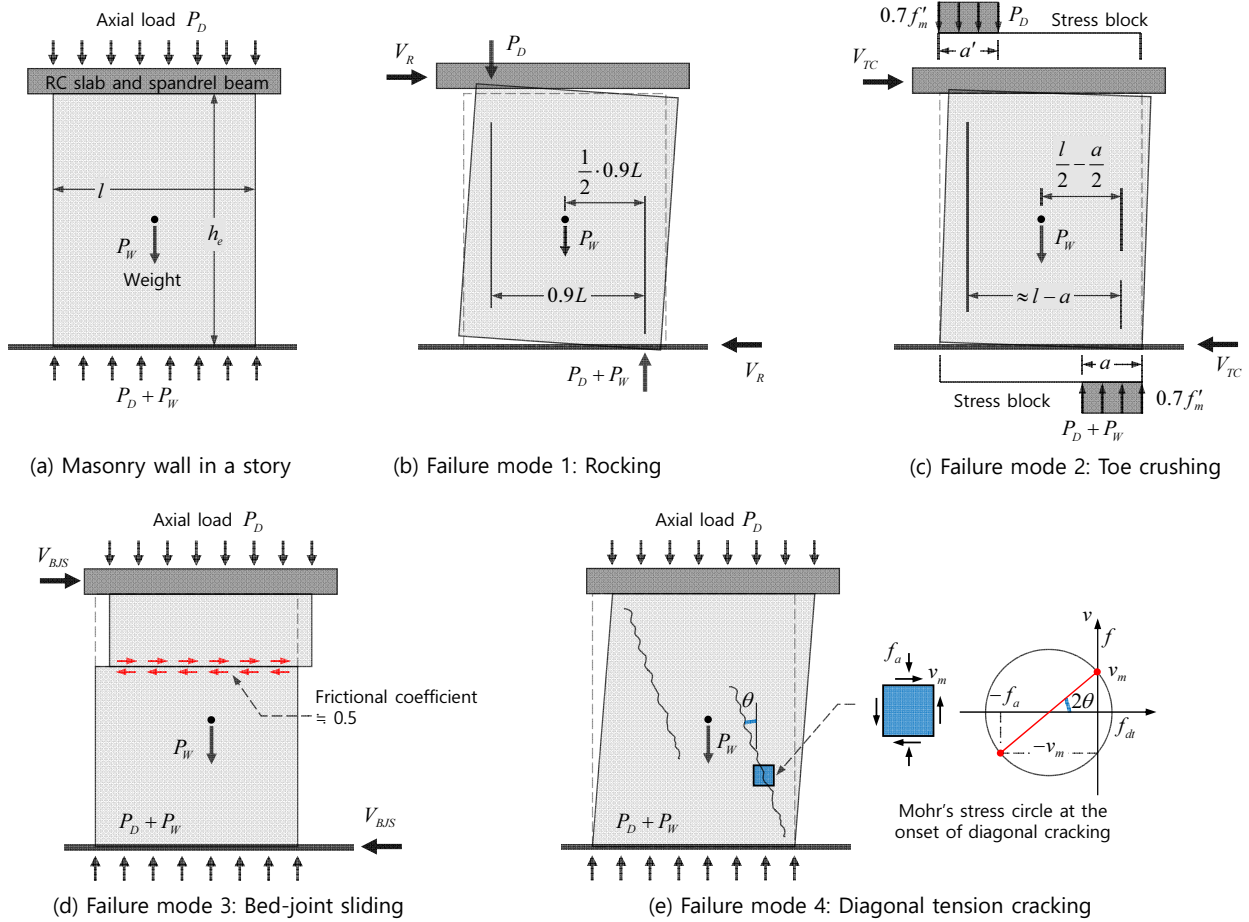 Axial load P_D
RC slab and spandrel beam
l
h_e
P_W
Weight
P_D + P_W
(a) Masonry wall in a story
P_D
V_R
1/2 · 0.9L
P_W
0.9L
P_D + P_W
V_R
(b) Failure mode 1: Rocking
0.7 f′_m
P_D
Stress block
a′
V_TC
l/2 − a/2
P_W
≈ l − a
a
V_TC
Stress block
0.7 f′_m
P_D + P_W
(c) Failure mode 2: Toe crushing
Axial load P_D
V_BJS
Frictional coefficient
≒ 0.5
P_W
P_D + P_W
V_BJS
(d) Failure mode 3: Bed-joint sliding
Axial load P_D
θ
P_W
P_D + P_W
f_a
v_m
v
f
v_m
−f_a
2θ
f_dt
−v_m
Mohr's stress circle at the
onset of diagonal cracking
(e) Failure mode 4: Diagonal tension cracking